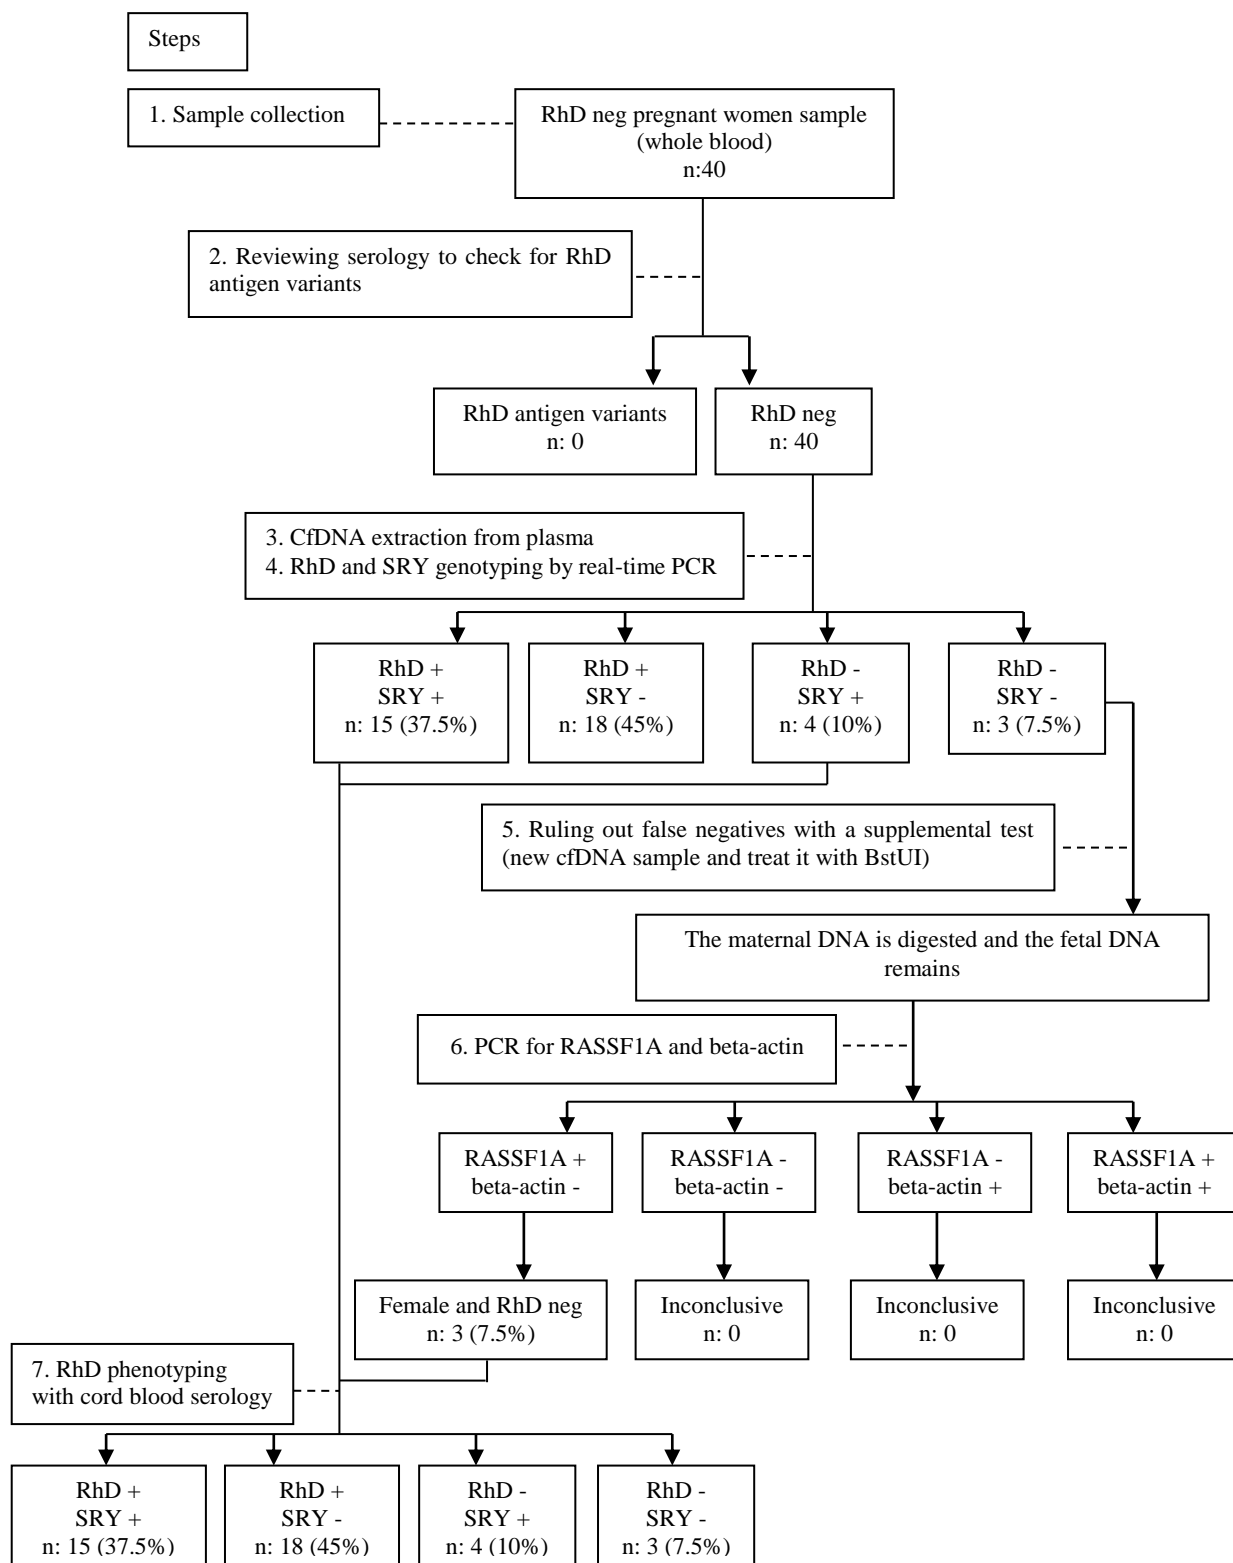 Steps
1. Sample collection
RhD neg pregnant women sample
(whole blood)
n:40
2. Reviewing serology to check for RhD
antigen variants
RhD antigen variants
n: 0
RhD neg
n: 40
3. CfDNA extraction from plasma
4. RhD and SRY genotyping by real-time PCR
RhD +
SRY +
n: 15 (37.5%)
RhD +
SRY -
n: 18 (45%)
RhD -
SRY +
n: 4 (10%)
RhD -
SRY -
n: 3 (7.5%)
5. Ruling out false negatives with a supplemental test
(new cfDNA sample and treat it with BstUI)
The maternal DNA is digested and the fetal DNA
remains
6. PCR for RASSF1A and beta-actin
RASSF1A +
beta-actin -
RASSF1A -
beta-actin -
RASSF1A -
beta-actin +
RASSF1A +
beta-actin +
Female and RhD neg
n: 3 (7.5%)
Inconclusive
n: 0
Inconclusive
n: 0
Inconclusive
n: 0
7. RhD phenotyping
with cord blood serology
RhD +
SRY +
n: 15 (37.5%)
RhD +
SRY -
n: 18 (45%)
RhD -
SRY +
n: 4 (10%)
RhD -
SRY -
n: 3 (7.5%)